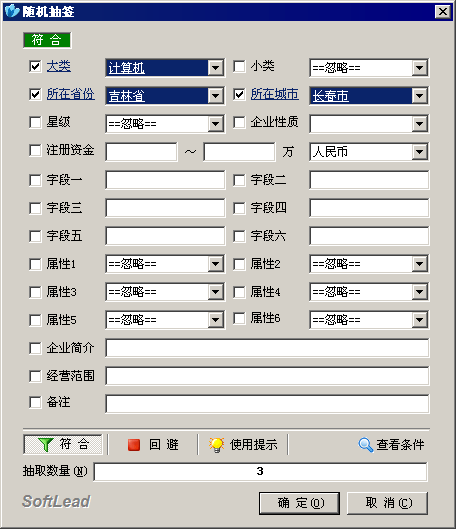 随机抽签
符 合
大类 计算机 小类 ==忽略==
所在省份 吉林省 所在城市 长春市
星级 ==忽略== 企业性质
注册资金 ～ 万 人民币
字段一 字段二
字段三 字段四
字段五 字段六
属性1 ==忽略== 属性2 ==忽略==
属性3 ==忽略== 属性4 ==忽略==
属性5 ==忽略== 属性6 ==忽略==
企业简介
经营范围
备注
符 合 回 避 使用提示 查看条件
抽取数量(N) 3
SoftLead 确 定(O) 取 消(C)